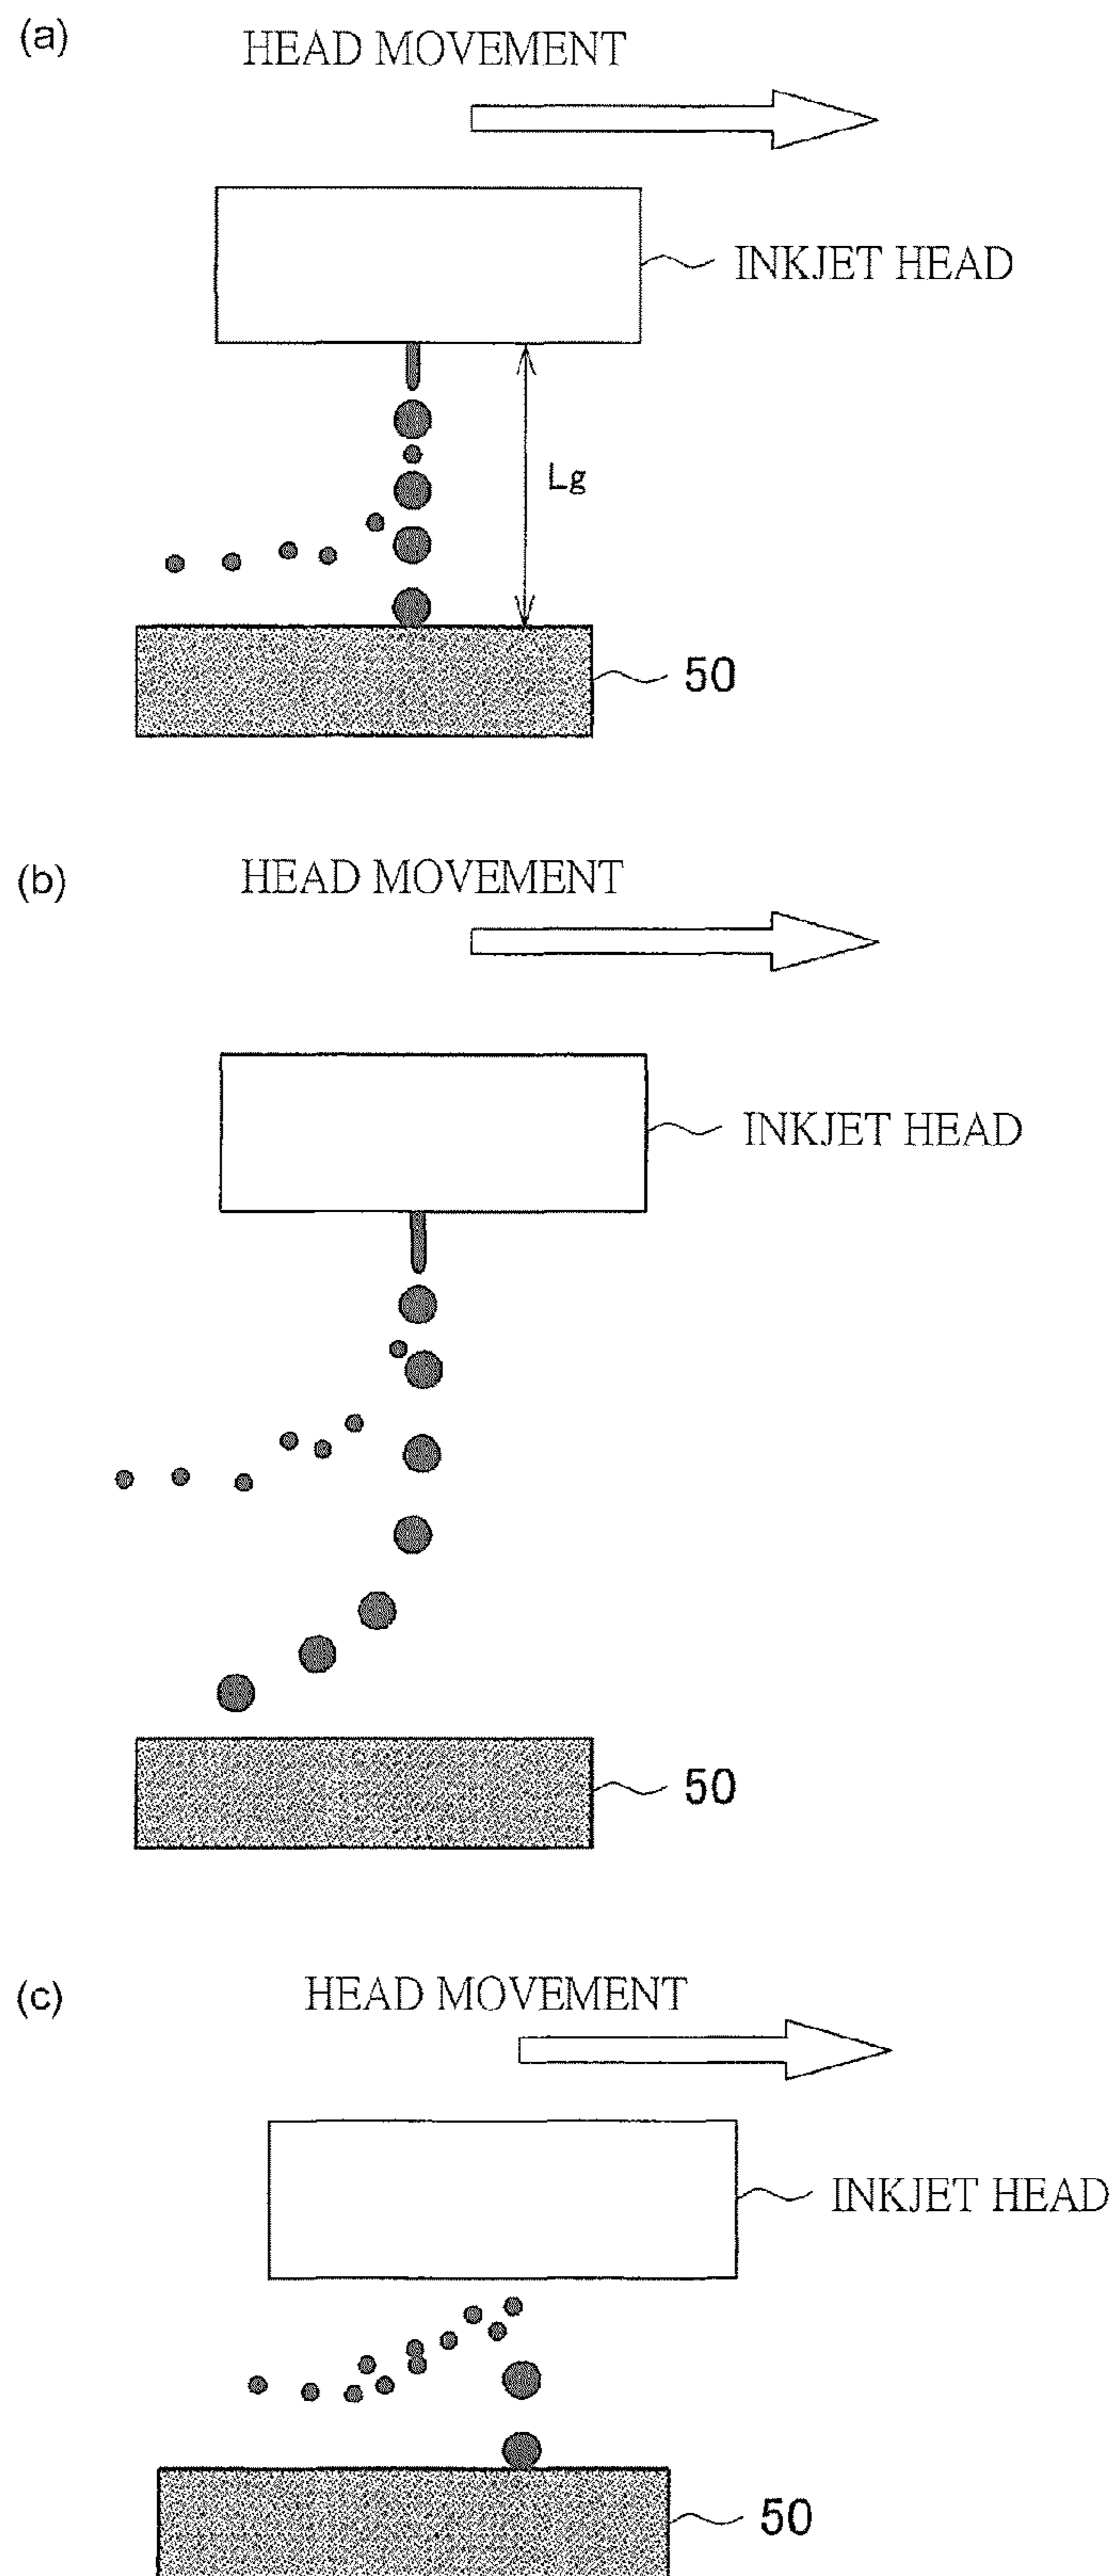 (a)
HEAD MOVEMENT
INKJET HEAD
Lg
50
(b)
HEAD MOVEMENT
INKJET HEAD
50
(c)
HEAD MOVEMENT
INKJET HEAD
50